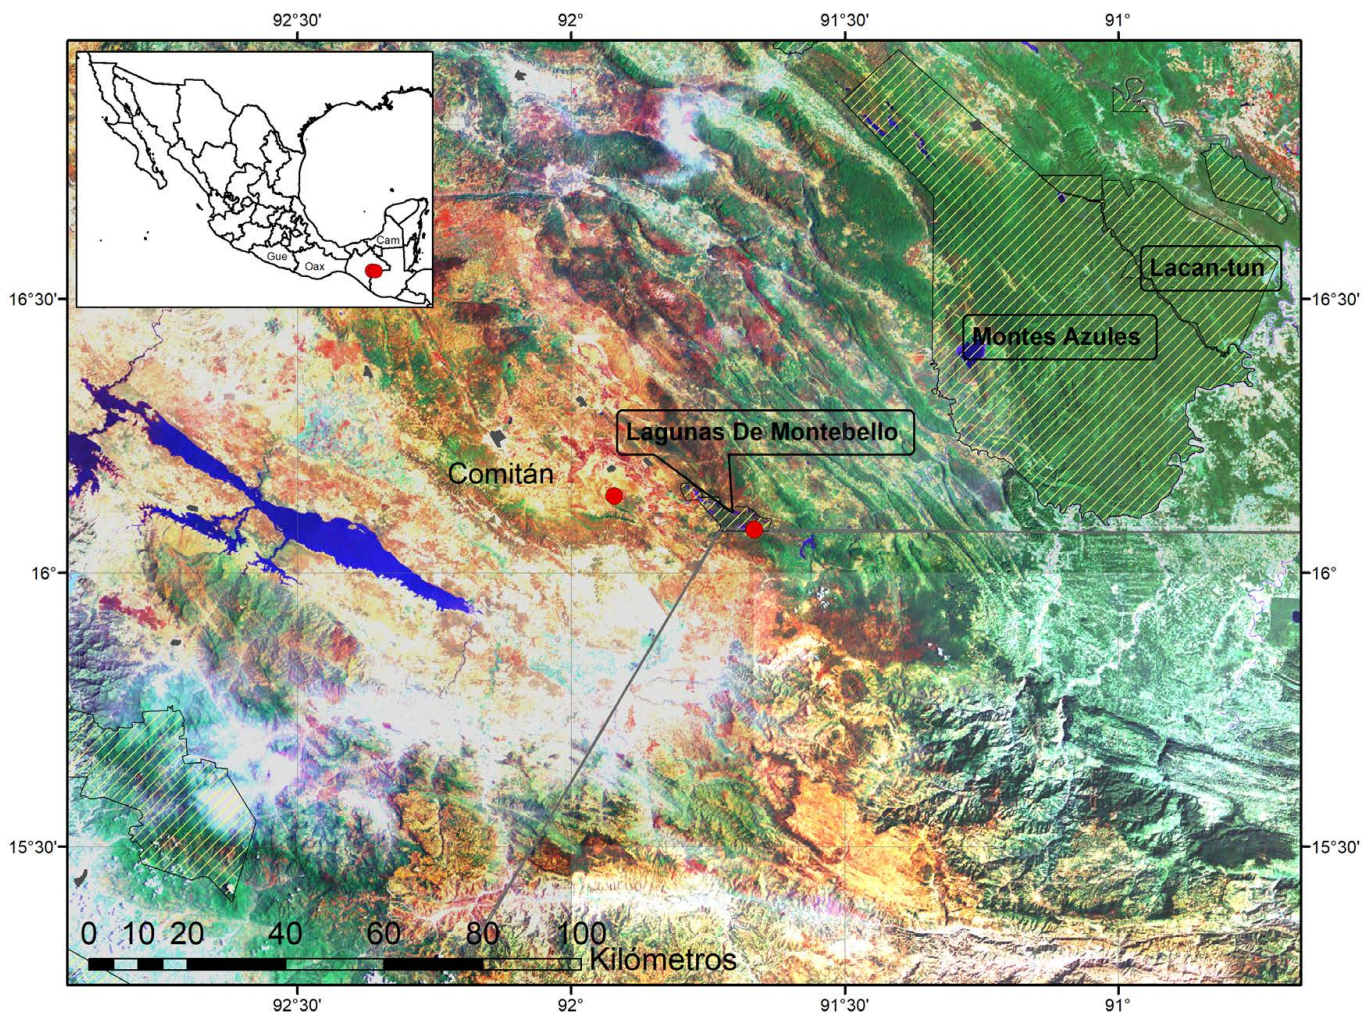 92°30' 92° 91°30' 91°
Cam
Gue
Oax
Lacan-tun
16°30' 16°30'
Montes Azules
Lagunas De Montebello
Comitán
16° 16°
15°30' 15°30'
0 10 20 40 60 80 100
Kilómetros
92°30' 92° 91°30' 91°